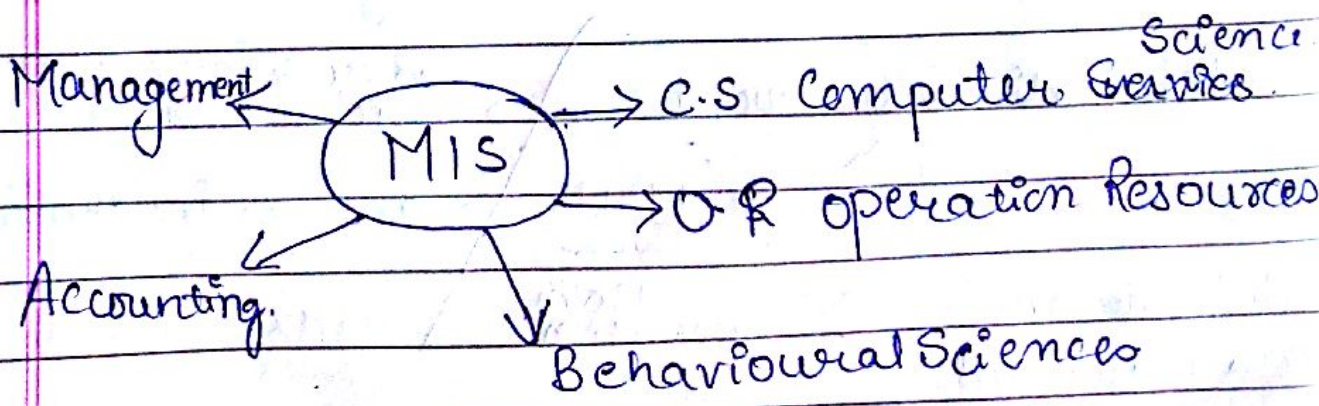 Science
Management
C.S Computer Services.
MIS
O.R operation Resources
Accounting.
Behavioural Sciences